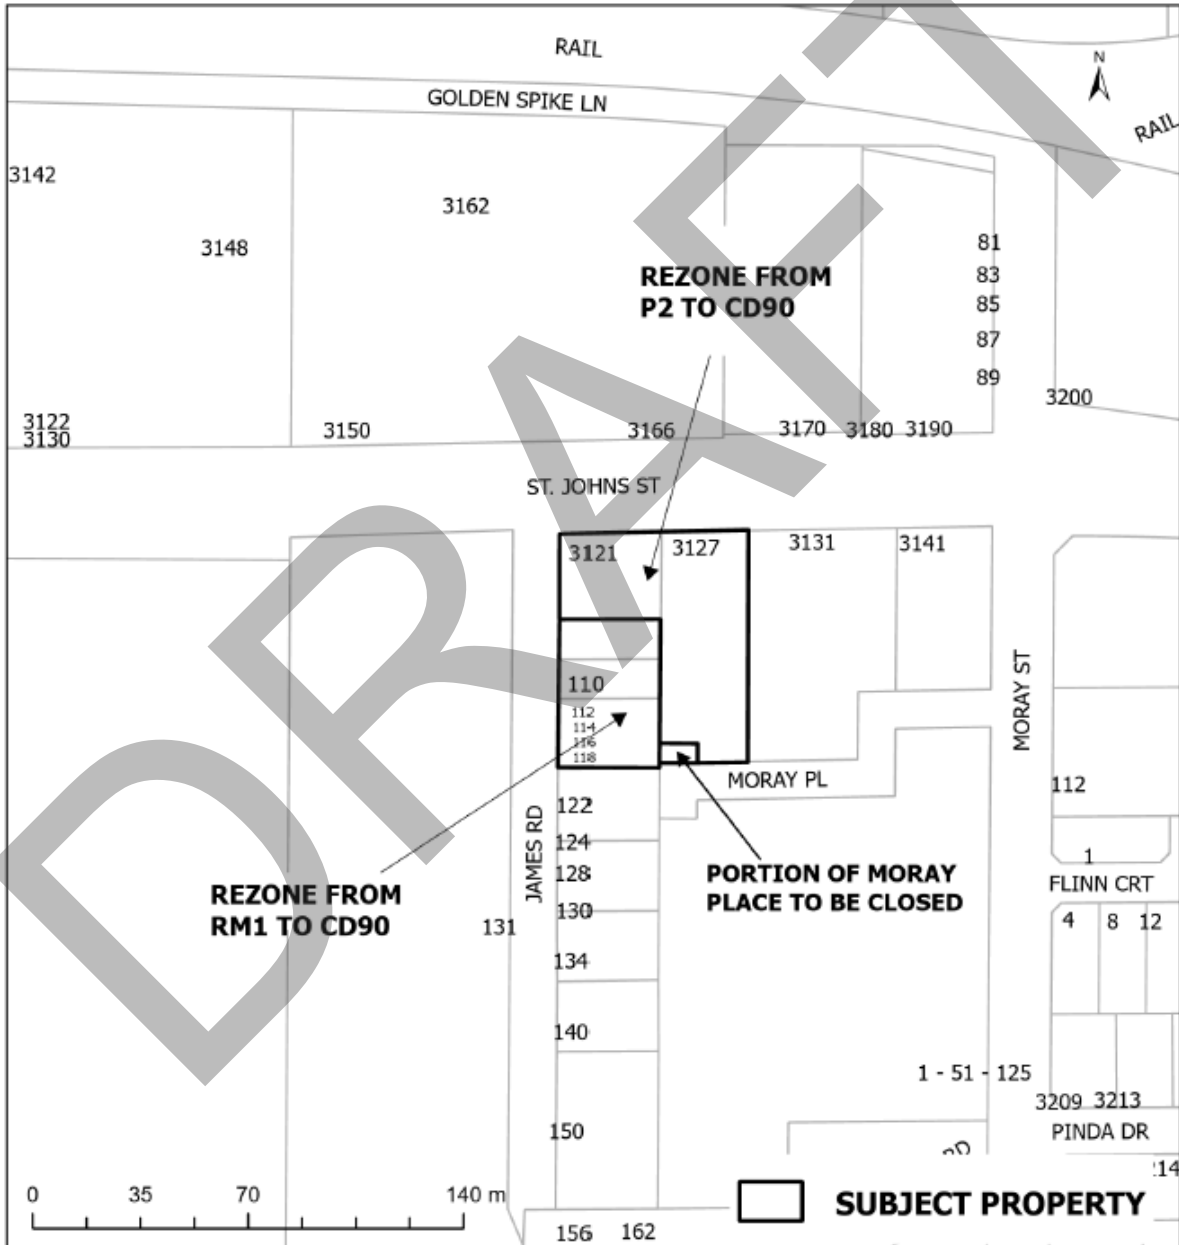 RAIL
N
GOLDEN SPIKE LN
RAIL
3142
3162
3148
81
REZONE FROM
P2 TO CD90
83
85
87
89
3200
3122
3130
3150
3166
3170
3180
3190
ST. JOHNS ST
3121
3127
3131
3141
110
112
114
116
118
MORAY ST
MORAY PL
112
122
JAMES RD
124
128
130
134
140
150
1
FLINN CRT
PORTION OF MORAY
PLACE TO BE CLOSED
REZONE FROM
RM1 TO CD90
131
4
8
12
1 - 51 - 125
3209
3213
PINDA DR
RD
0
35
70
140 m
SUBJECT PROPERTY
156
162
DRAFT